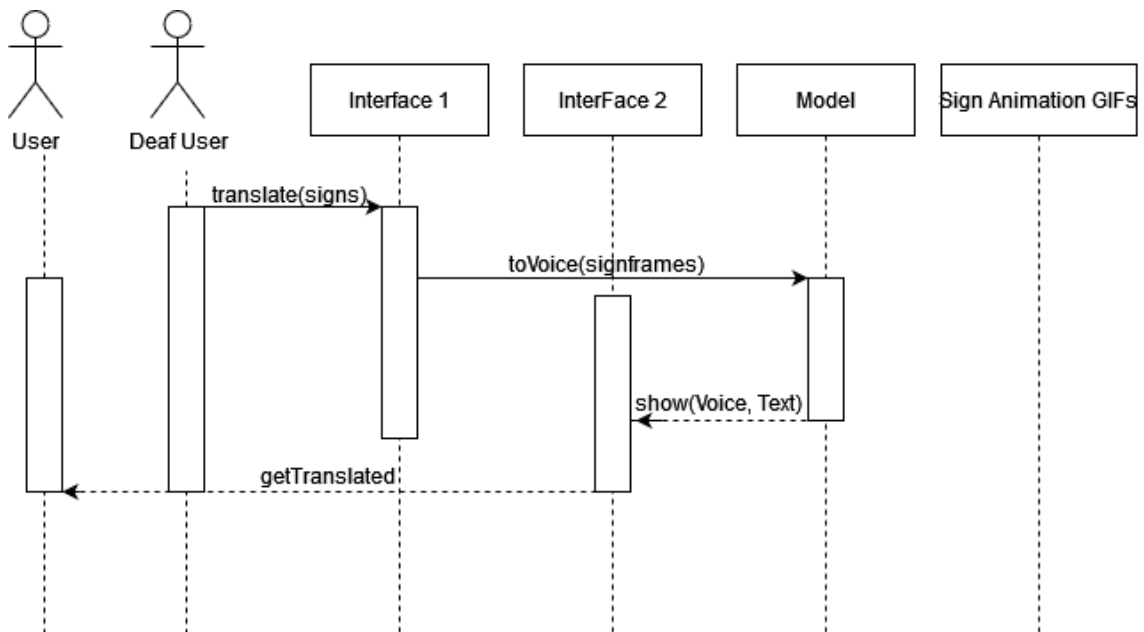 Interface 1
InterFace 2
Model
Sign Animation GIFs
User
Deaf User
translate(signs)
toVoice(signframes)
show(Voice, Text)
getTranslated